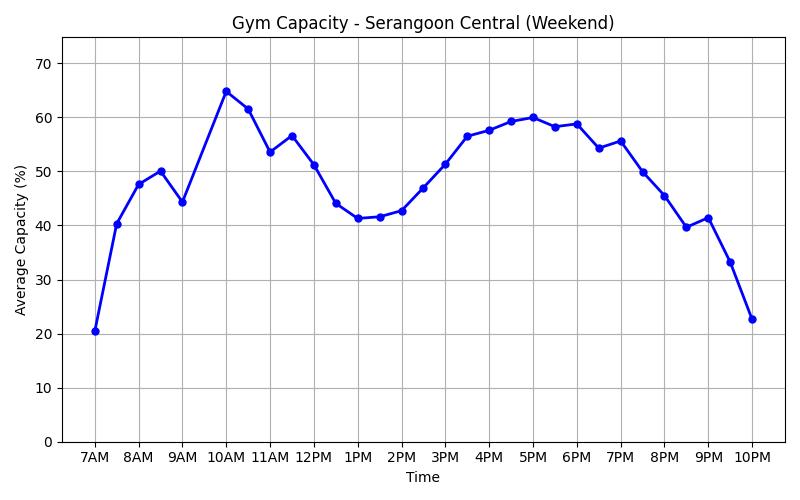 Gym Capacity - Serangoon Central (Weekend)
Average Capacity (%)
70
60
50
40
30
20
10
0
7AM 8AM 9AM 10AM 11AM 12PM 1PM 2PM 3PM 4PM 5PM 6PM 7PM 8PM 9PM 10PM
Time